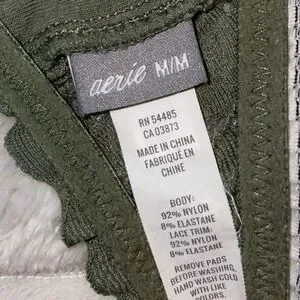 aerie M/M
RN 54485
CA 03873
MADE IN CHINA
FABRIQUÉ EN
CHINE
BODY:
92% NYLON
8% ELASTANE
LACE TRIM:
92% NYLON
8% ELASTANE
REMOVE PADS
BEFORE WASHING
HAND WASH COLD
WITH LIKE
COLORS.